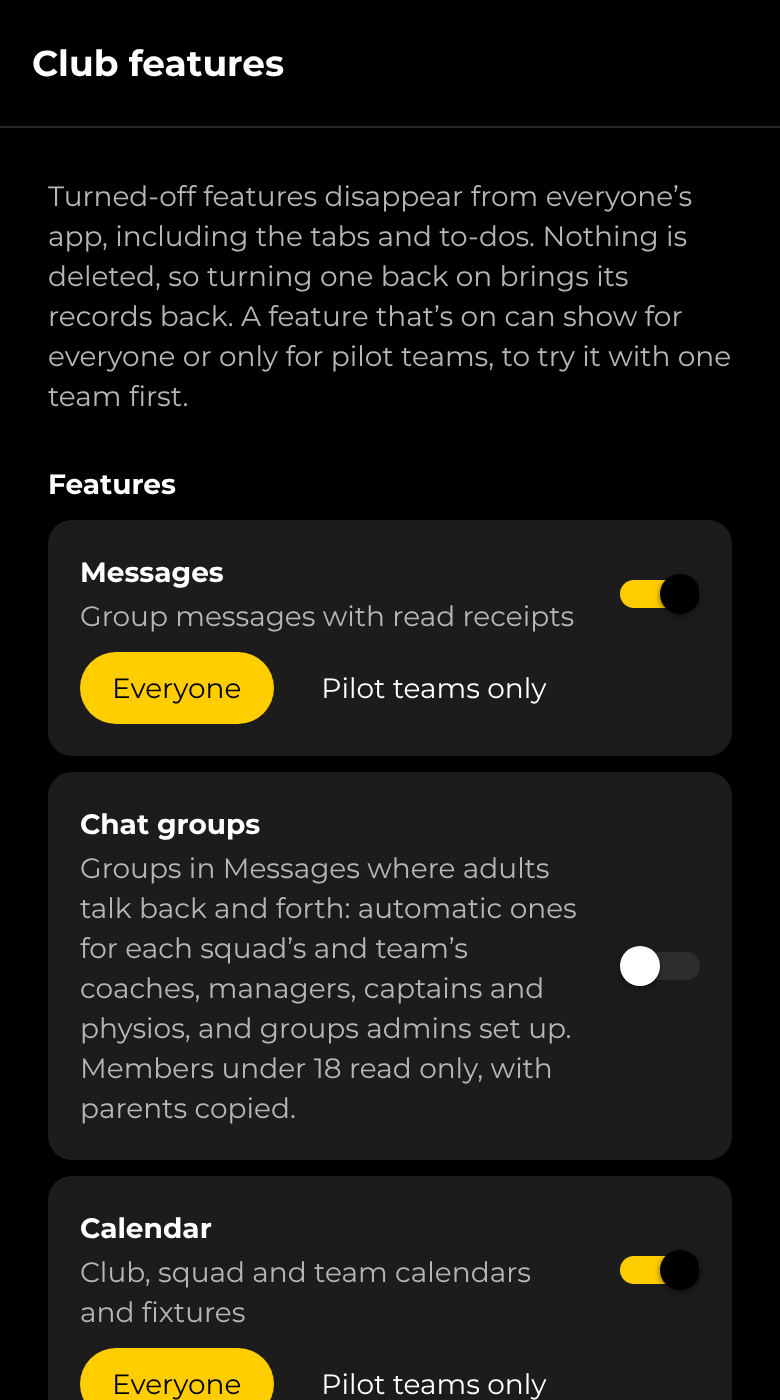 Club features
Turned-off features disappear from everyone’s
app, including the tabs and to-dos. Nothing is
deleted, so turning one back on brings its
records back. A feature that’s on can show for
everyone or only for pilot teams, to try it with one
team first.
Features
Messages
Group messages with read receipts
Everyone
Pilot teams only
Chat groups
Groups in Messages where adults
talk back and forth: automatic ones
for each squad’s and team’s
coaches, managers, captains and
physios, and groups admins set up.
Members under 18 read only, with
parents copied.
Calendar
Club, squad and team calendars
and fixtures
Everyone
Pilot teams only